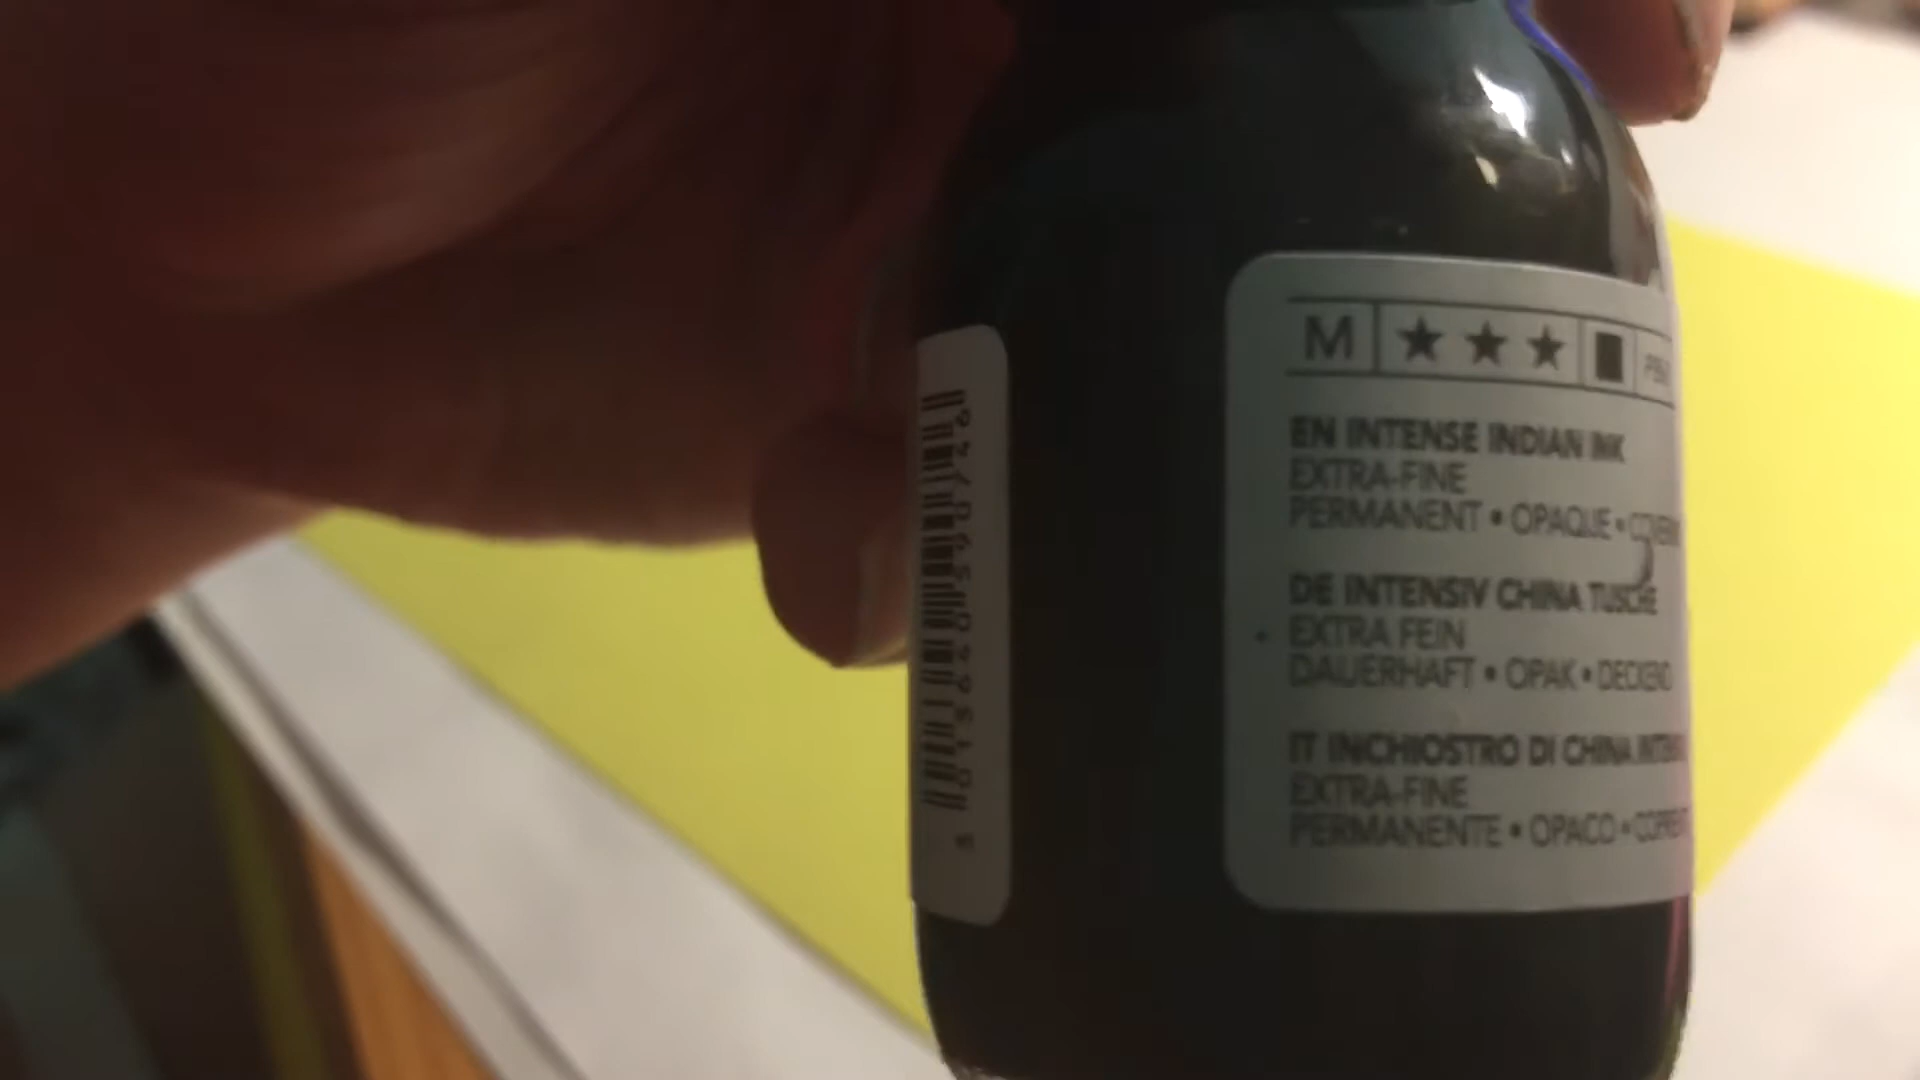 M ★ ★ ★ ■
EN INTENSE INDIAN INK
EXTRA-FINE
PERMANENT • OPAQUE •
DE INTENSIV CHINA TUSCHE
EXTRA FEIN
DAUERHAFT • OPAK • DECKEND
IT INCHIOSTRO DI CHINA
EXTRA-FINE
PERMANENTE • OPACO •